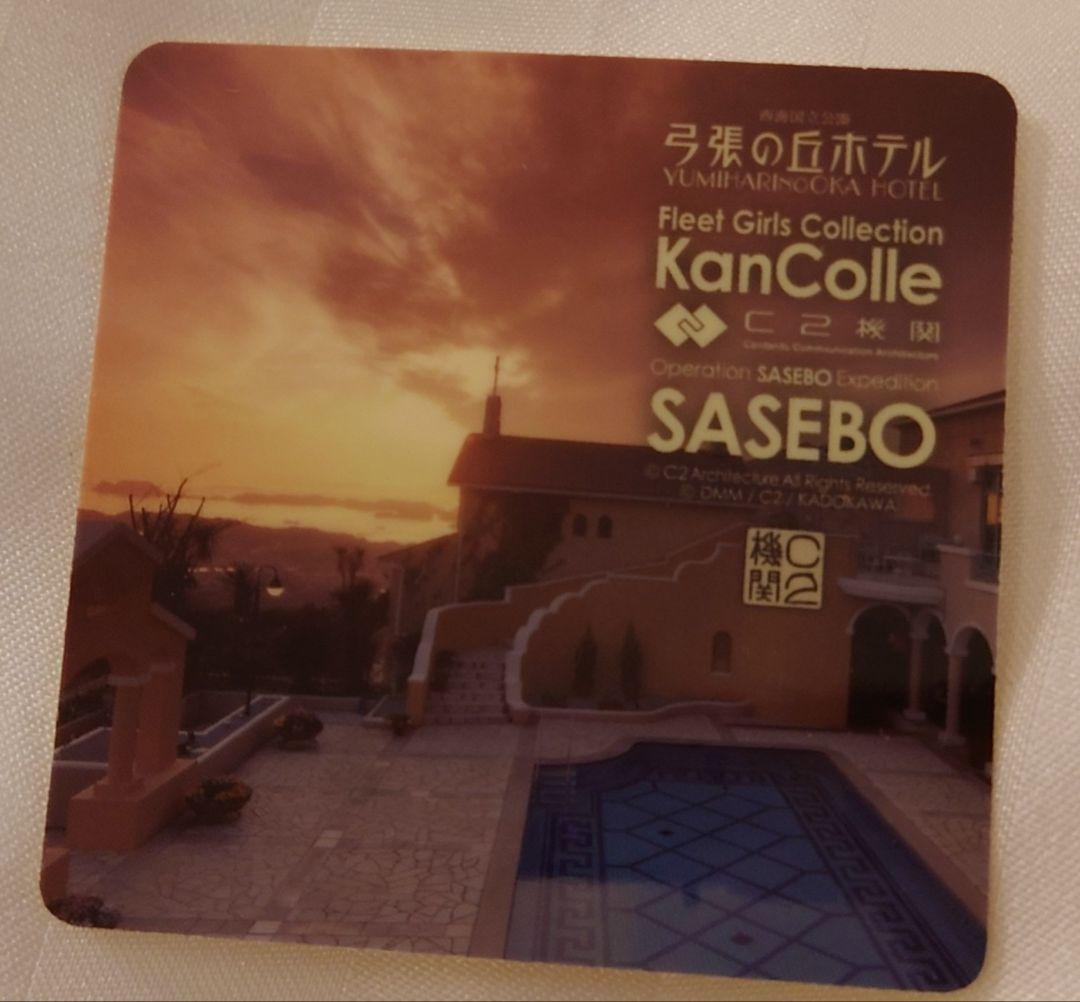 西海国立公園
弓張の丘ホテル
YUMIHARINOOKA HOTEL
Fleet Girls Collection
KanColle
C2機関
Contents Communication Architecture
Operation SASEBO Expedition
SASEBO
© C2 Architecture All Rights Reserved
© DMM / C2 / KADOKAWA
機関 C2